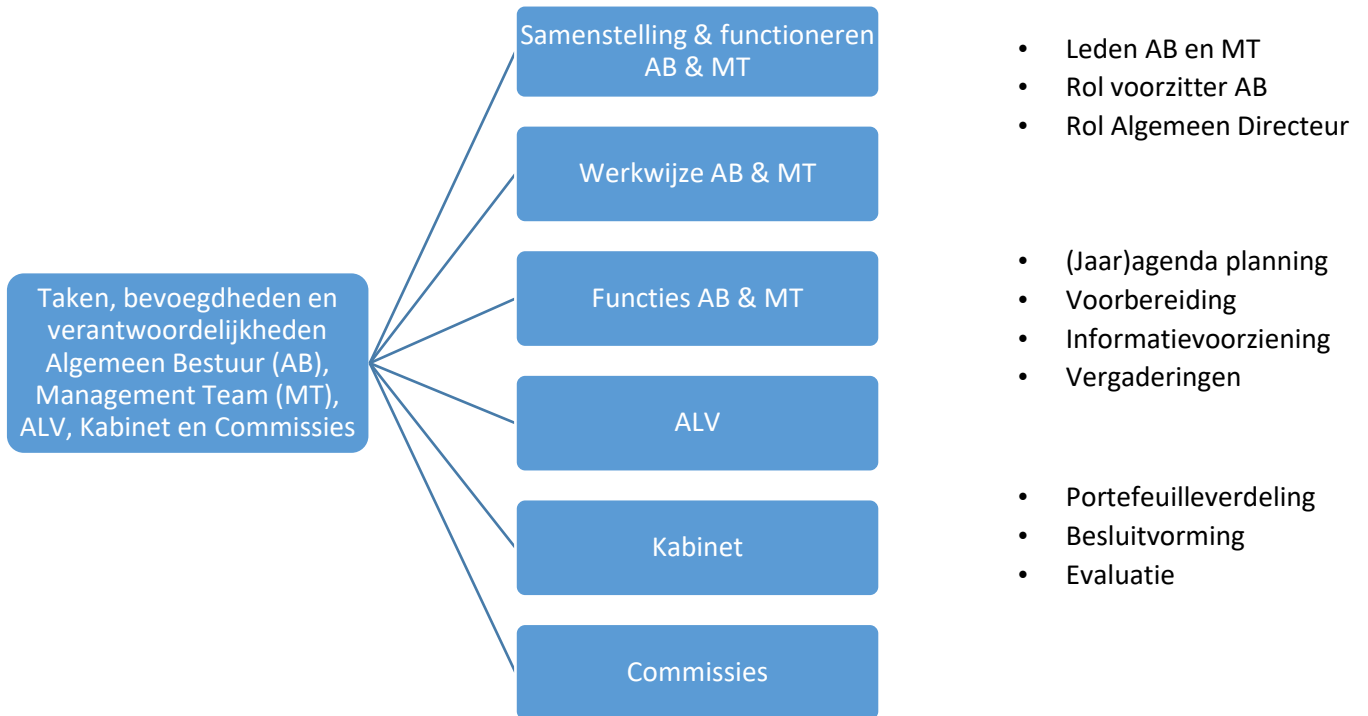 Taken, bevoegdheden en
verantwoordelijkheden
Algemeen Bestuur (AB),
Management Team (MT),
ALV, Kabinet en Commissies
Samenstelling & functioneren
AB & MT
Werkwijze AB & MT
Functies AB & MT
ALV
Kabinet
Commissies
• Leden AB en MT
• Rol voorzitter AB
• Rol Algemeen Directeur
• (Jaar)agenda planning
• Voorbereiding
• Informatievoorziening
• Vergaderingen
• Portefeuilleverdeling
• Besluitvorming
• Evaluatie